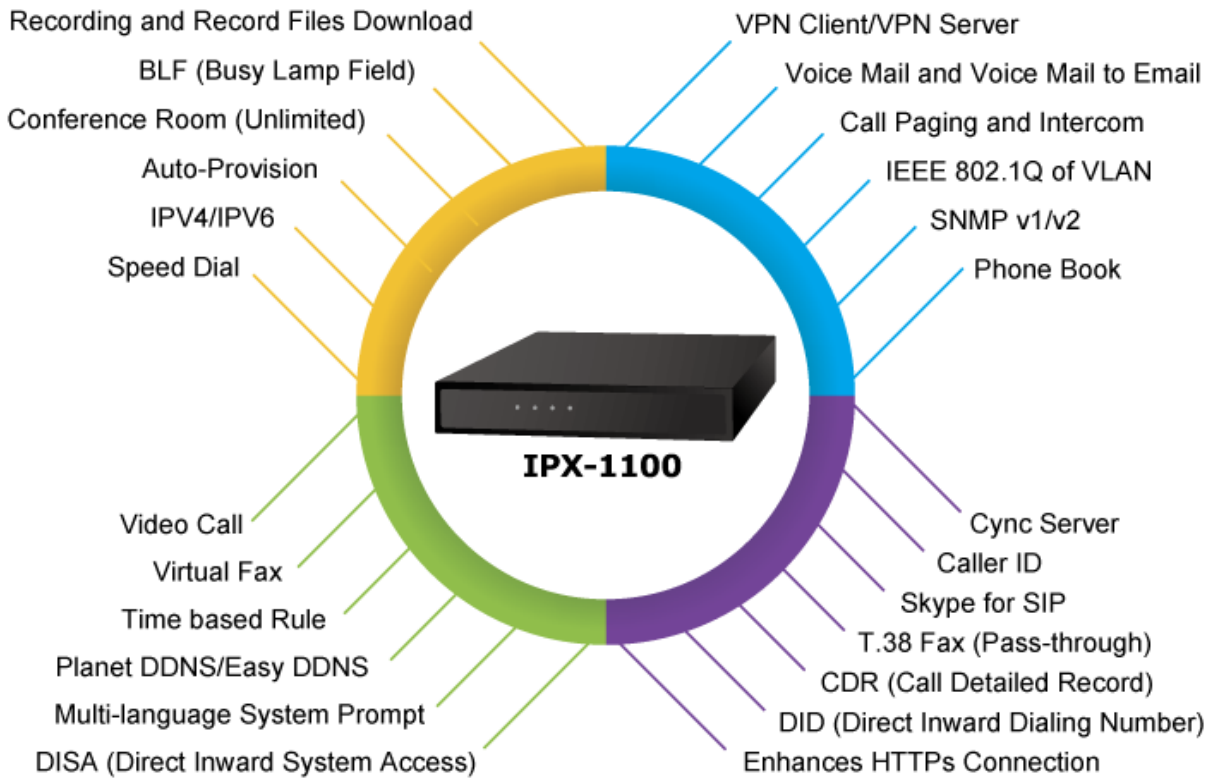 Recording and Record Files Download
BLF (Busy Lamp Field)
Conference Room (Unlimited)
Auto-Provision
IPV4/IPV6
Speed Dial
VPN Client/VPN Server
Voice Mail and Voice Mail to Email
Call Paging and Intercom
IEEE 802.1Q of VLAN
SNMP v1/v2
Phone Book
IPX-1100
Video Call
Virtual Fax
Time based Rule
Planet DDNS/Easy DDNS
Multi-language System Prompt
DISA (Direct Inward System Access)
Cync Server
Caller ID
Skype for SIP
T.38 Fax (Pass-through)
CDR (Call Detailed Record)
DID (Direct Inward Dialing Number)
Enhances HTTPs Connection